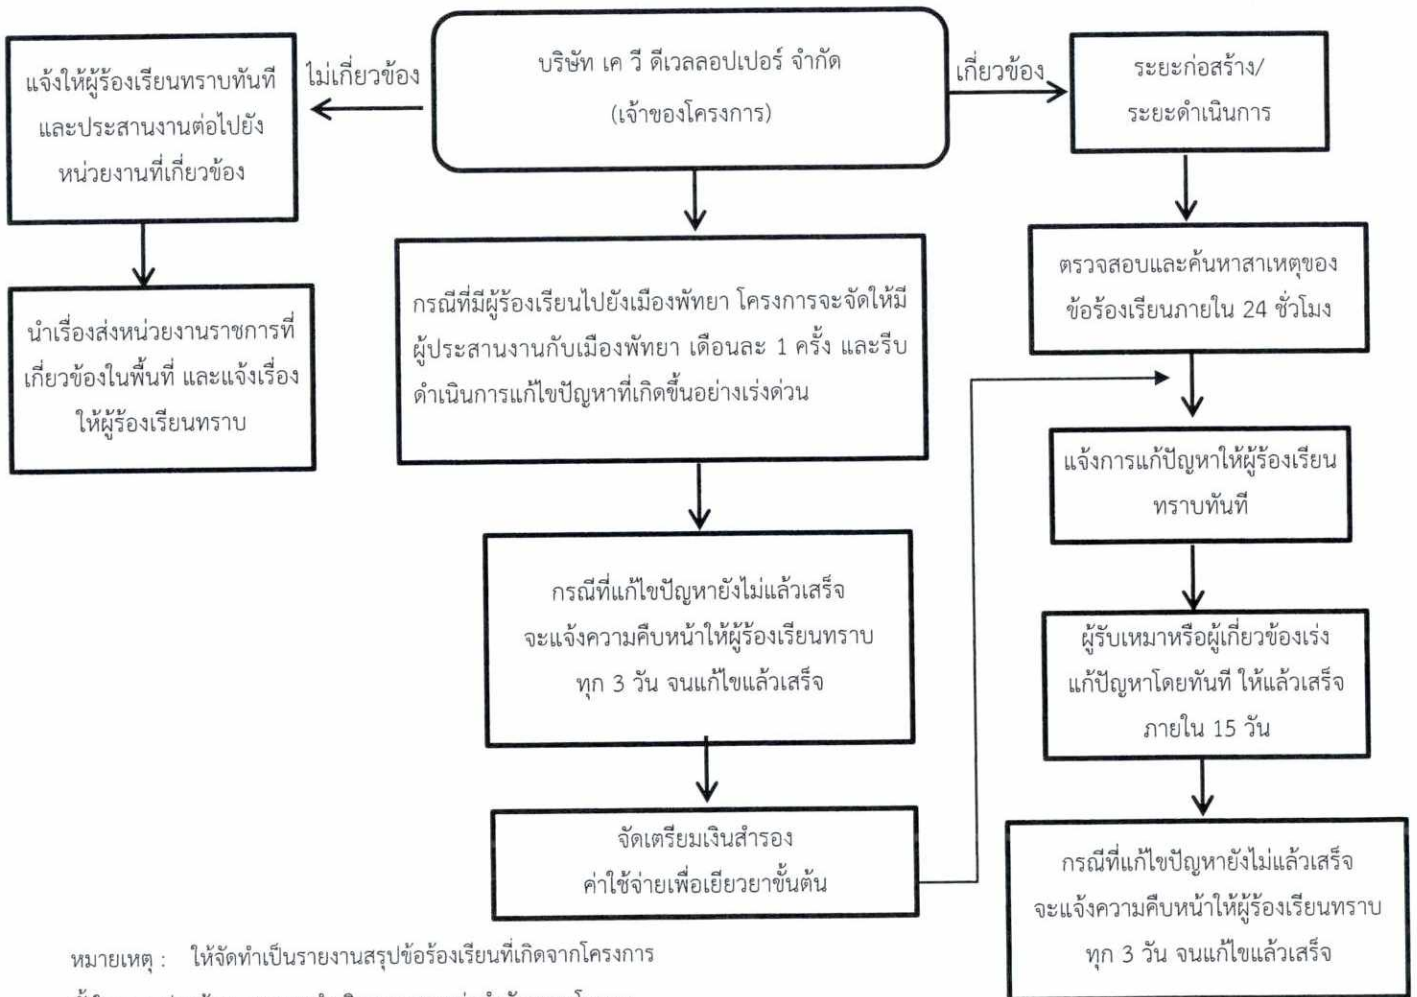 บริษัท เค วี ดีเวลลอปเปอร์ จำกัด
(เจ้าของโครงการ)
ไม่เกี่ยวข้อง
แจ้งให้ผู้ร้องเรียนทราบทันที
และประสานงานต่อไปยัง
หน่วยงานที่เกี่ยวข้อง
นำเรื่องส่งหน่วยงานราชการที่
เกี่ยวข้องในพื้นที่ และแจ้งเรื่อง
ให้ผู้ร้องเรียนทราบ
กรณีที่มีผู้ร้องเรียนไปยังเมืองพัทยา โครงการจะจัดให้มี
ผู้ประสานงานกับเมืองพัทยา เดือนละ 1 ครั้ง และรีบ
ดำเนินการแก้ไขปัญหาที่เกิดขึ้นอย่างเร่งด่วน
กรณีที่แก้ไขปัญหายังไม่แล้วเสร็จ
จะแจ้งความคืบหน้าให้ผู้ร้องเรียนทราบ
ทุก 3 วัน จนแก้ไขแล้วเสร็จ
จัดเตรียมเงินสำรอง
ค่าใช้จ่ายเพื่อเยียวยาขั้นต้น
เกี่ยวข้อง
ระยะก่อสร้าง/
ระยะดำเนินการ
ตรวจสอบและค้นหาสาเหตุของ
ข้อร้องเรียนภายใน 24 ชั่วโมง
แจ้งการแก้ปัญหาให้ผู้ร้องเรียน
ทราบทันที
ผู้รับเหมาหรือผู้เกี่ยวข้องเร่ง
แก้ปัญหาโดยทันที ให้แล้วเสร็จ
ภายใน 15 วัน
กรณีที่แก้ไขปัญหายังไม่แล้วเสร็จ
จะแจ้งความคืบหน้าให้ผู้ร้องเรียนทราบ
ทุก 3 วัน จนแก้ไขแล้วเสร็จ
หมายเหตุ : ให้จัดทำเป็นรายงานสรุปข้อร้องเรียนที่เกิดจากโครงการ